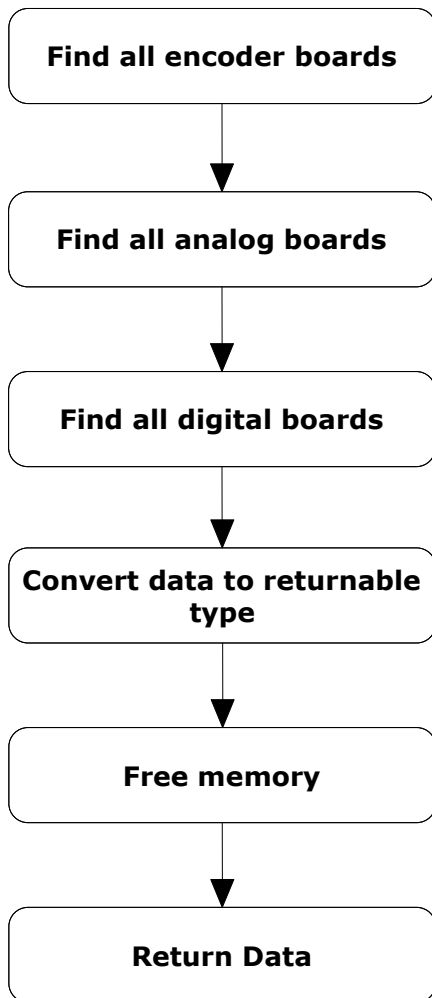 Find all encoder boards
Find all analog boards
Find all digital boards
Convert data to returnable
type
Free memory
Return Data